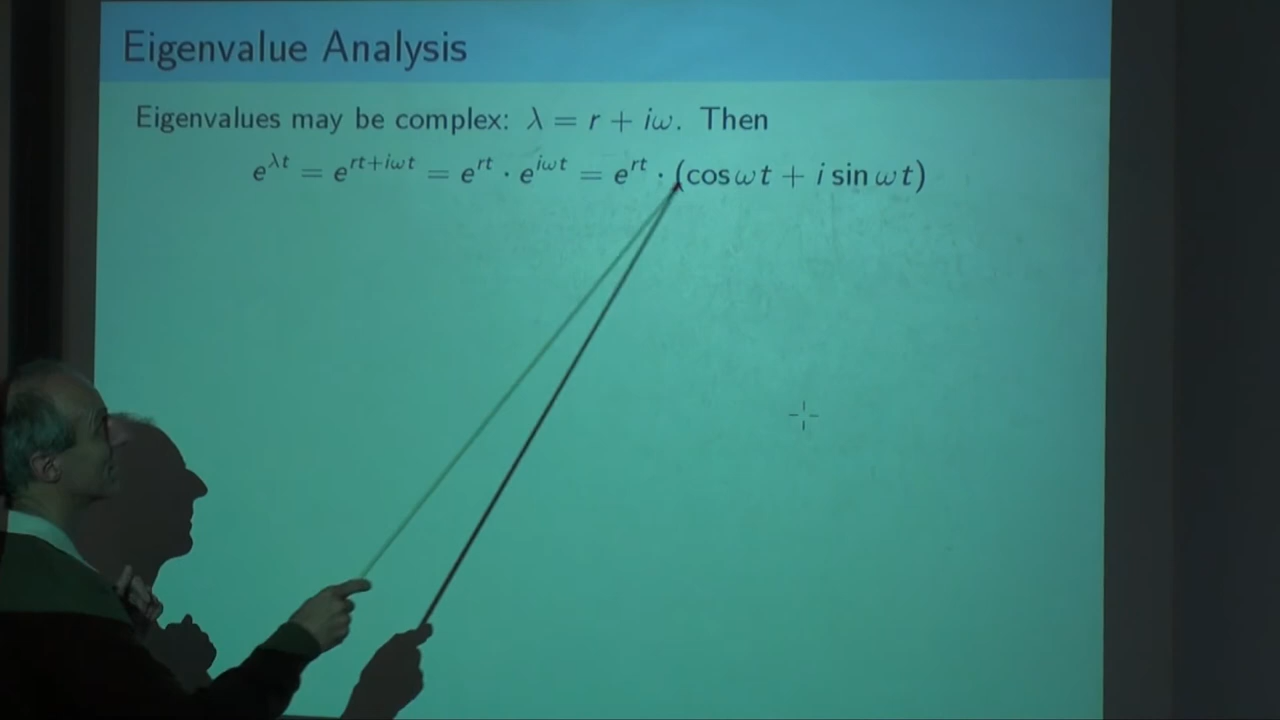 Eigenvalue Analysis
Eigenvalues may be complex: λ = r + iω. Then
e^{λt} = e^{rt+iωt} = e^{rt} · e^{iωt} = e^{rt} · (cos ωt + i sin ωt)